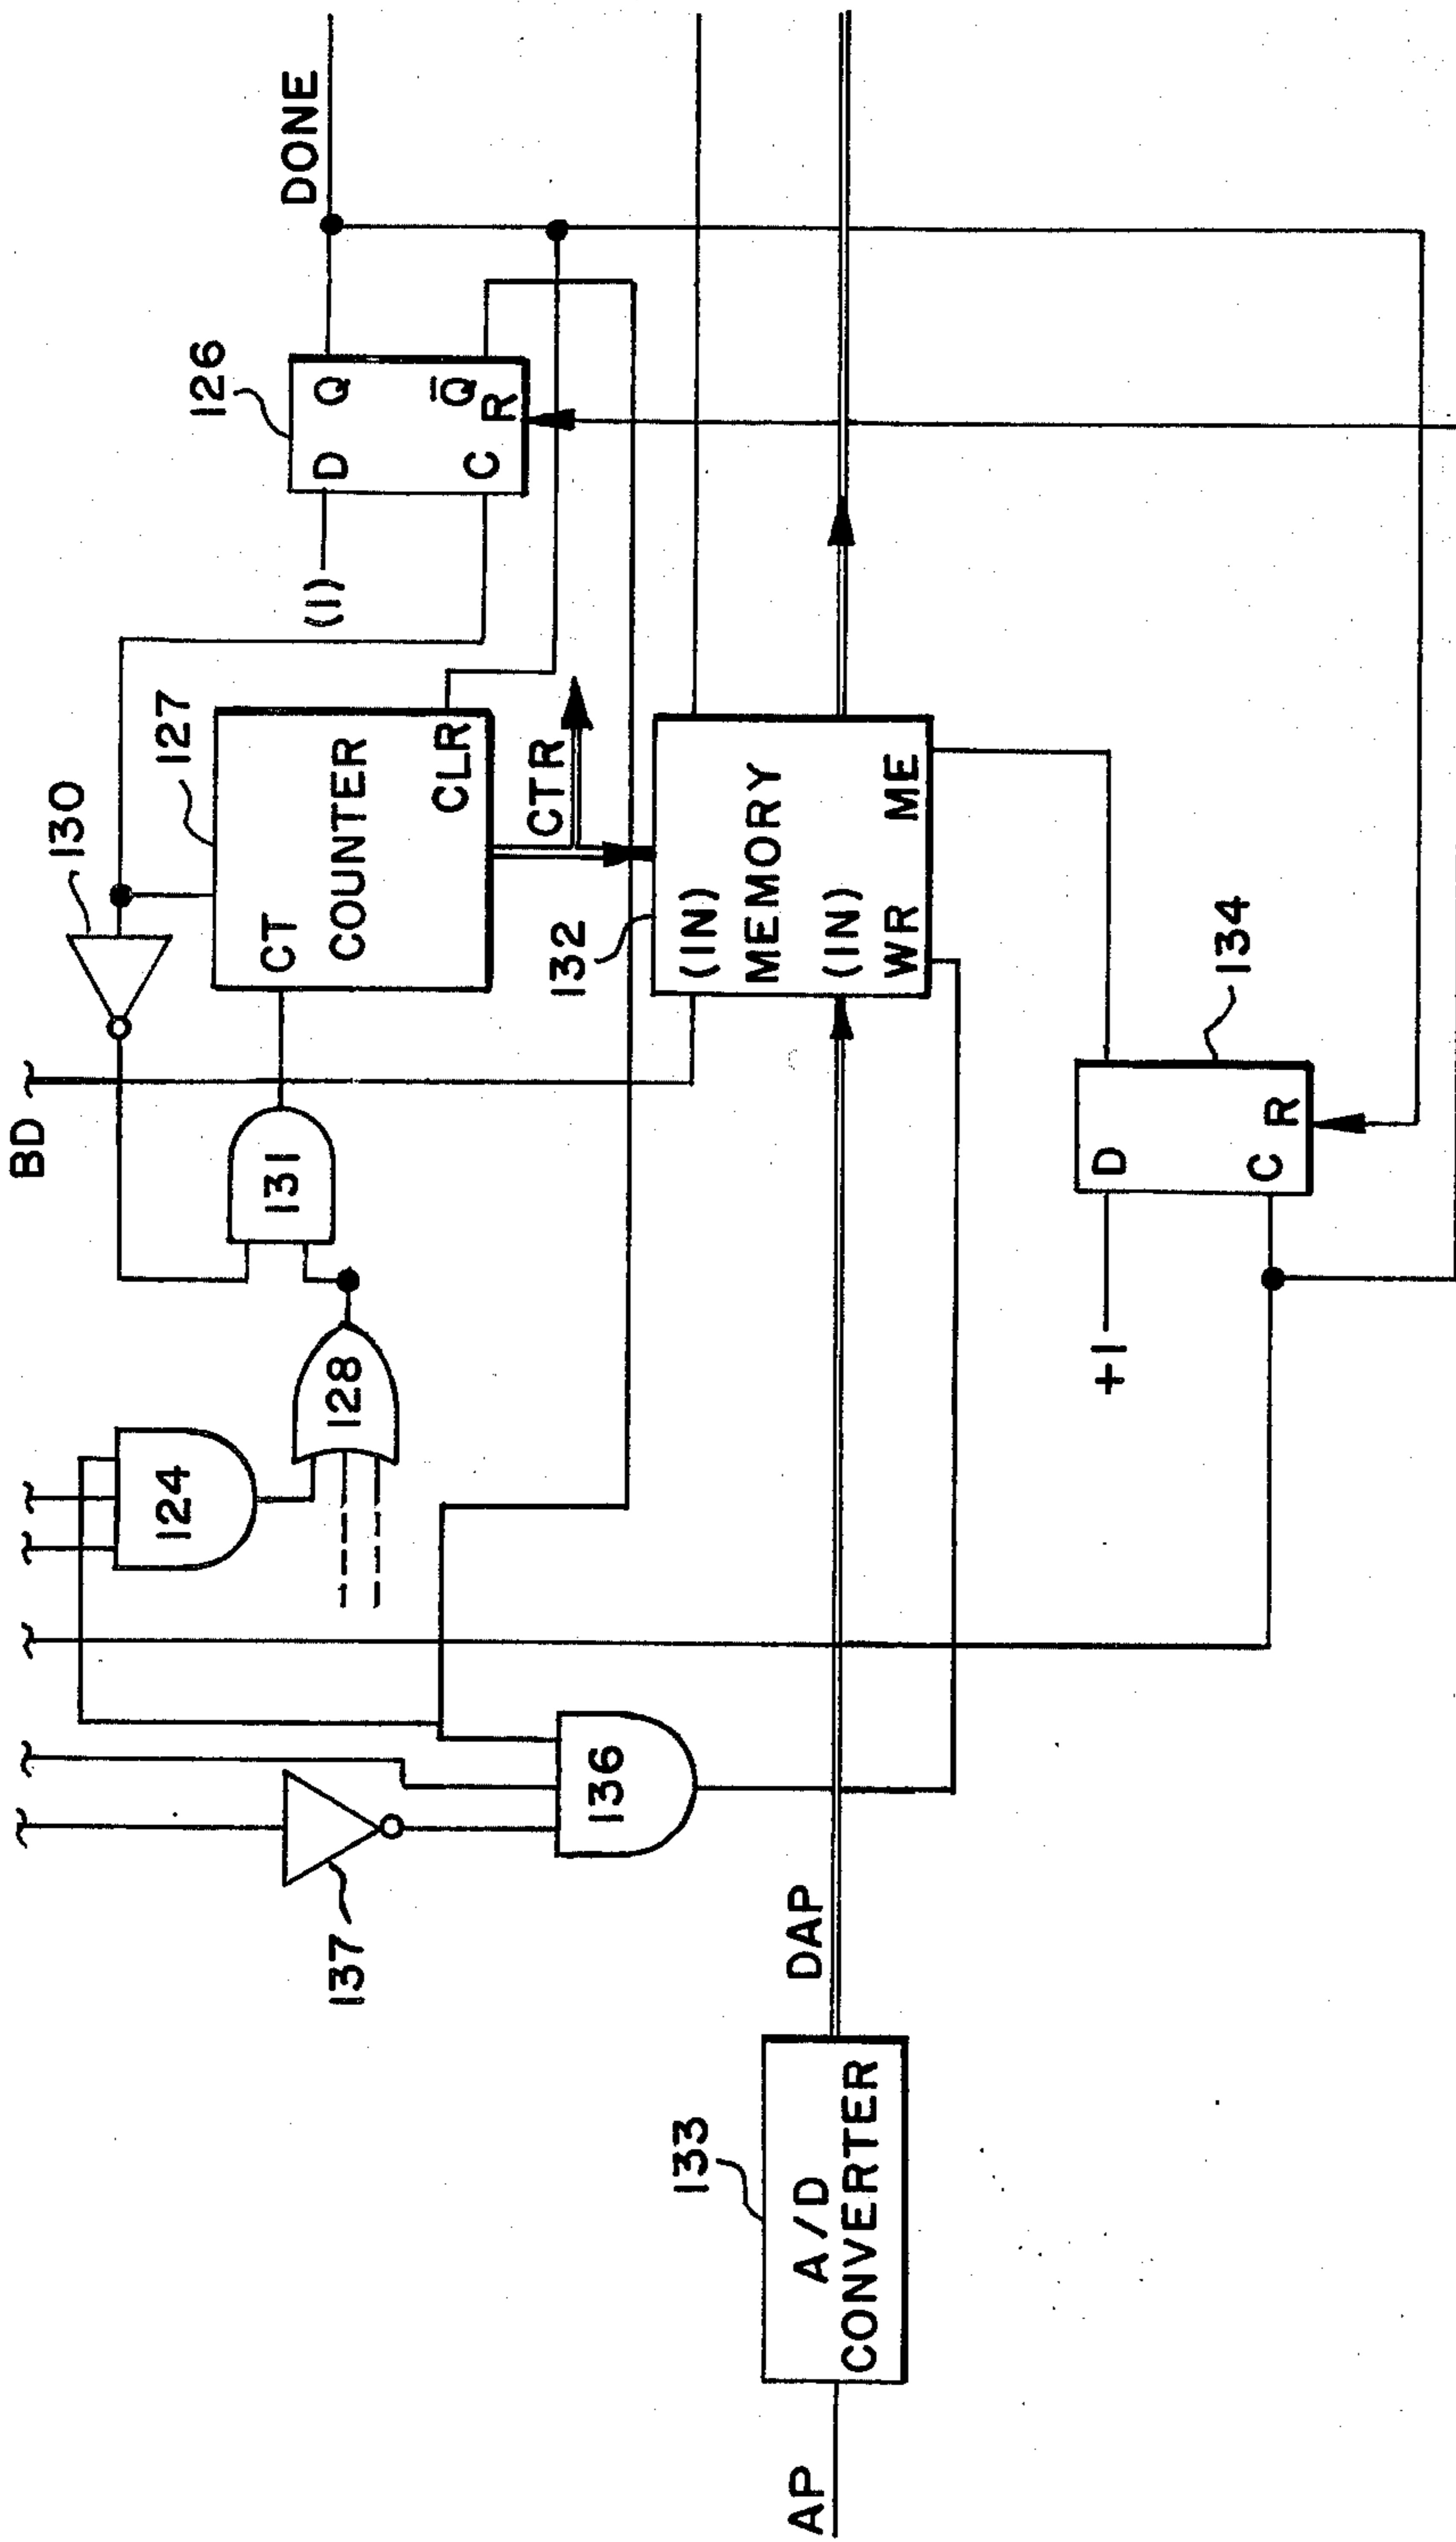 BD
DONE
130
127
126
(1)
D
Q
C
Q̅
R
CT
COUNTER
CLR
CTR
131
124
128
132
(IN)
MEMORY
(IN)
WR
ME
137
136
DAP
133
A/D
CONVERTER
AP
134
+1
D
C
R